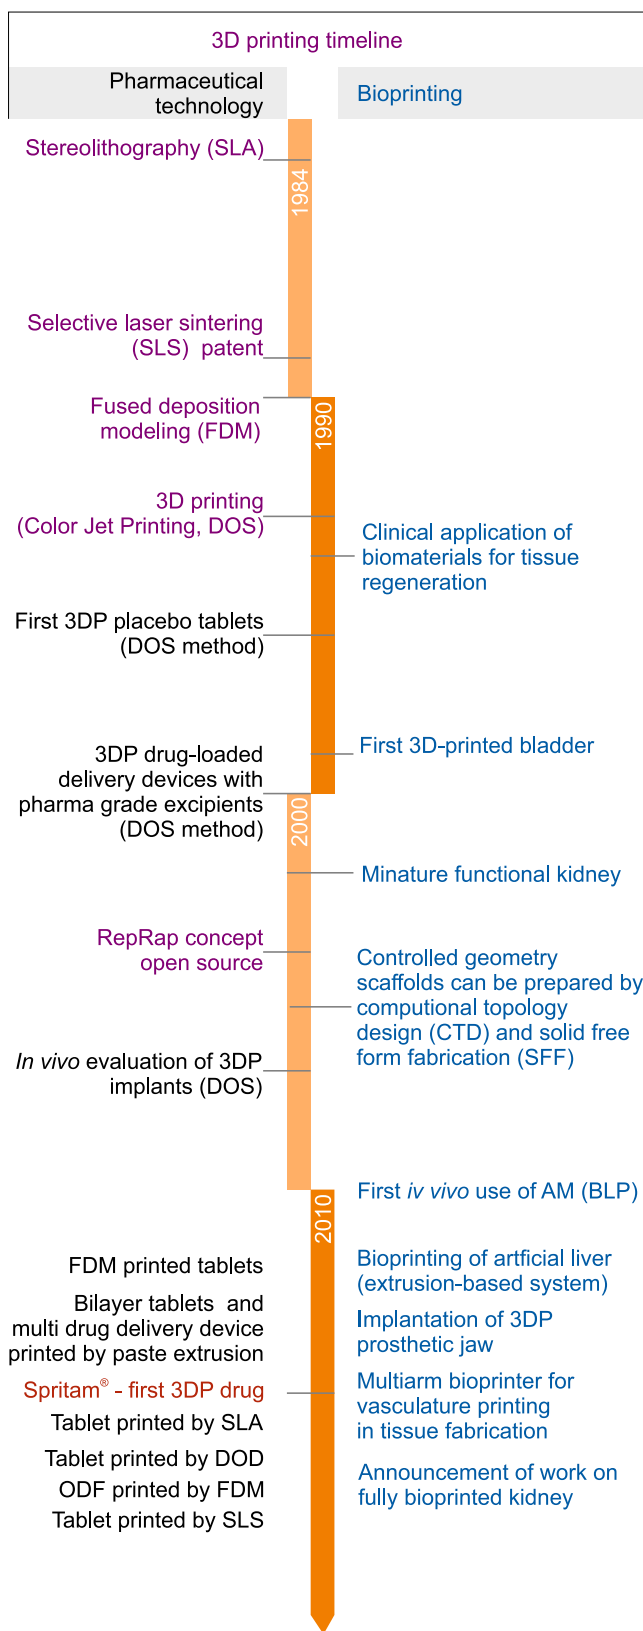 3D printing timeline
Pharmaceutical
technology
Bioprinting
Stereolithography (SLA)
1984
Selective laser sintering
(SLS) patent
Fused deposition
modeling (FDM)
1990
3D printing
(Color Jet Printing, DOS)
Clinical application of
biomaterials for tissue
regeneration
First 3DP placebo tablets
(DOS method)
First 3D-printed bladder
3DP drug-loaded
delivery devices with
pharma grade excipients
(DOS method)
2000
Minature functional kidney
RepRap concept
open source
Controlled geometry
scaffolds can be prepared by
computional topology
design (CTD) and solid free
form fabrication (SFF)
In vivo evaluation of 3DP
implants (DOS)
First iv vivo use of AM (BLP)
2010
FDM printed tablets
Bioprinting of artficial liver
(extrusion-based system)
Bilayer tablets and
multi drug delivery device
printed by paste extrusion
Implantation of 3DP
prosthetic jaw
Spritam® - first 3DP drug
Multiarm bioprinter for
vasculature printing
in tissue fabrication
Tablet printed by SLA
Tablet printed by DOD
ODF printed by FDM
Tablet printed by SLS
Announcement of work on
fully bioprinted kidney